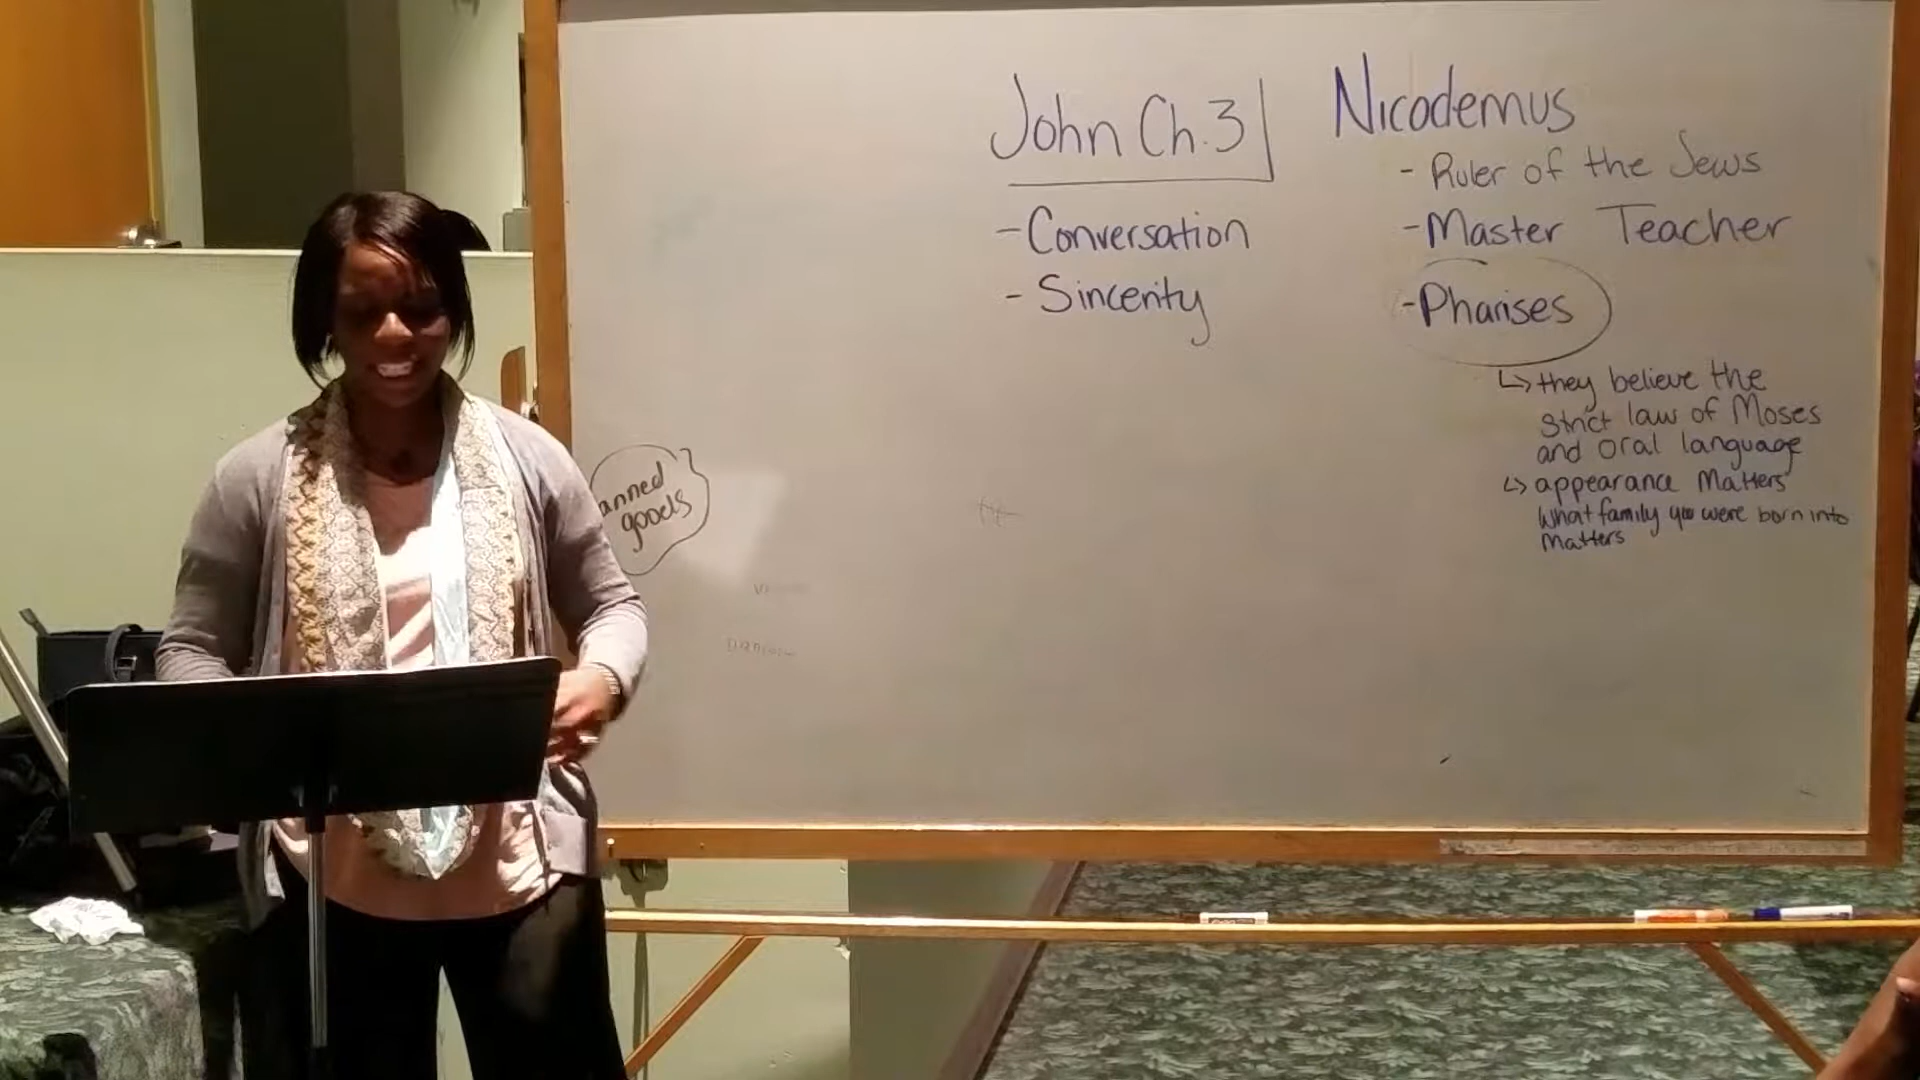 John Ch.3
- Conversation
- Sincerity
Nicodemus
- Ruler of the Jews
- Master Teacher
- Pharises
↳ they believe the
strict law of Moses
and oral language
↳ appearance Matters
What family you were born into
Matters
anned
goods